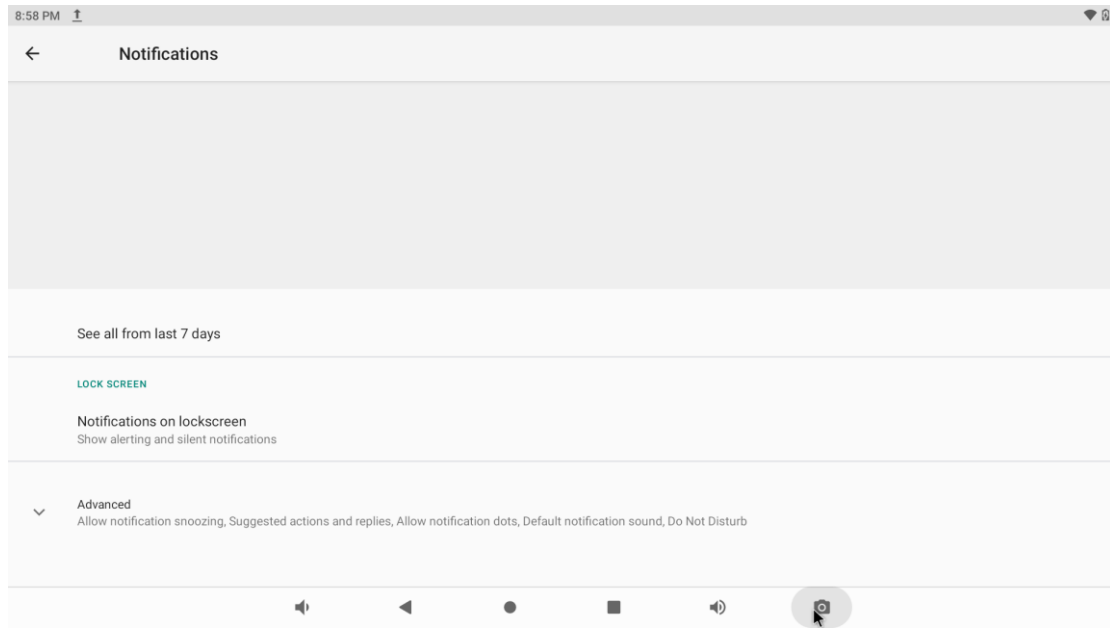 8:58 PM
Notifications
See all from last 7 days
LOCK SCREEN
Notifications on lockscreen
Show alerting and silent notifications
Advanced
Allow notification snoozing, Suggested actions and replies, Allow notification dots, Default notification sound, Do Not Disturb